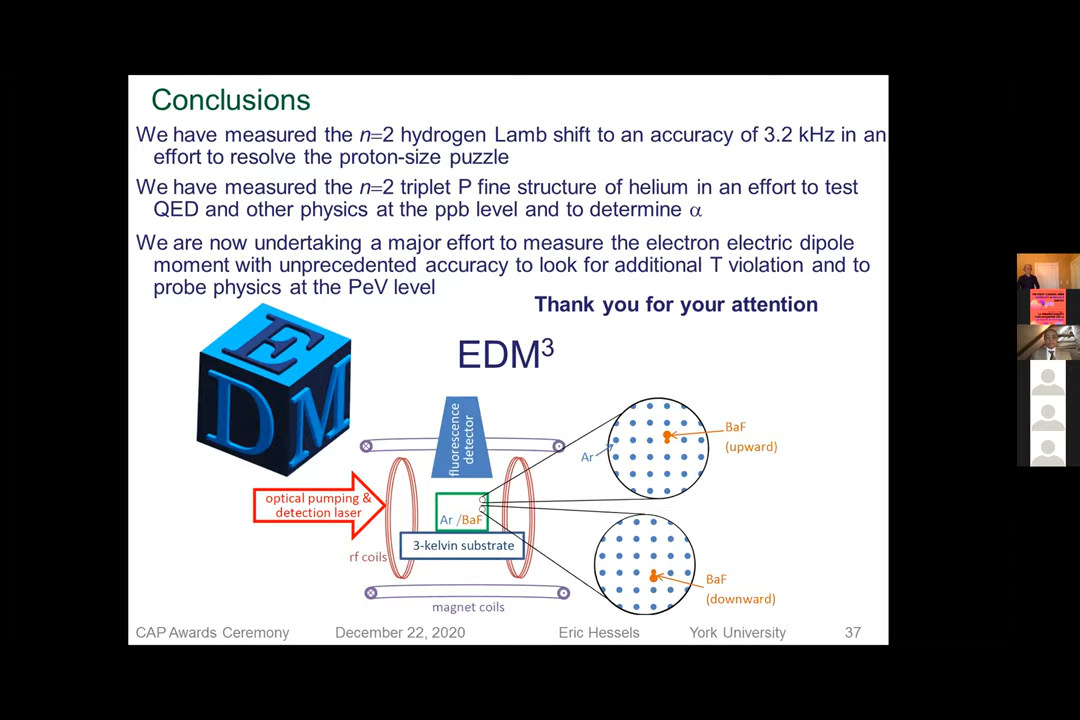 Conclusions
We have measured the n=2 hydrogen Lamb shift to an accuracy of 3.2 kHz in an
effort to resolve the proton-size puzzle
We have measured the n=2 triplet P fine structure of helium in an effort to test
QED and other physics at the ppb level and to determine α
We are now undertaking a major effort to measure the electron electric dipole
moment with unprecedented accuracy to look for additional T violation and to
probe physics at the PeV level
Thank you for your attention
E
D M
EDM³
fluorescence
detector
BaF
(upward)
Ar
optical pumping &
detection laser
Ar /BaF
3-kelvin substrate
rf coils
BaF
(downward)
magnet coils
CAP Awards Ceremony December 22, 2020 Eric Hessels York University 37